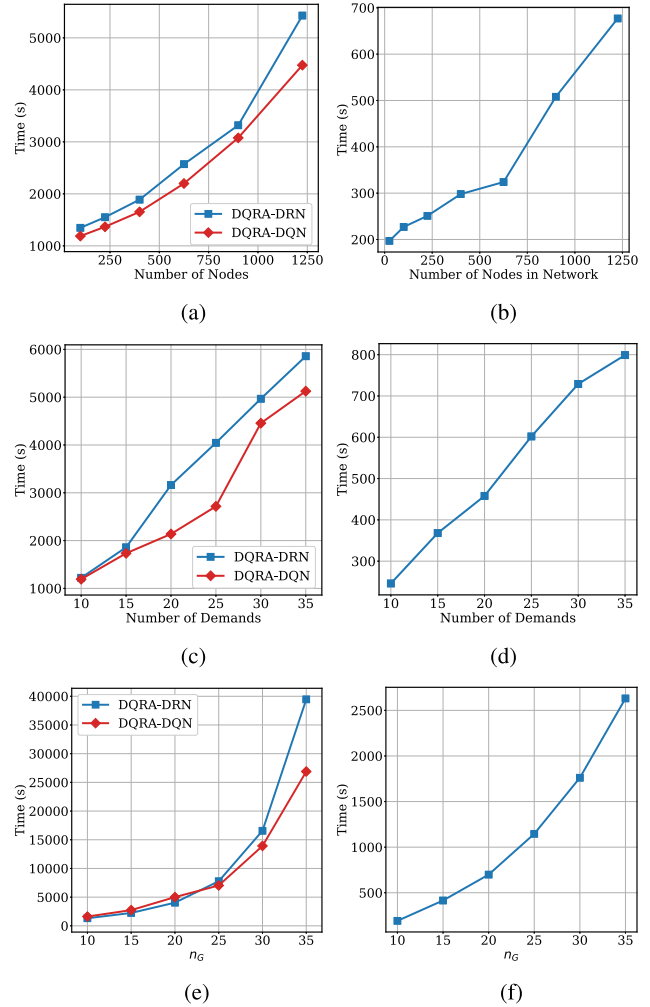 5000
4000
3000
2000
1000
Time (s)
DQRA-DRN
DQRA-DQN
250 500 750 1000 1250
Number of Nodes
(a)
700
600
500
300
200
Time (s)
0 250 500 750 1000 1250
Number of Nodes in Network
(b)
6000
5000
4000
3000
2000
1000
Time (s)
DQRA-DRN
DQRA-DQN
10 15 20 25 30 35
Number of Demands
(c)
800
700
600
500
400
300
Time (s)
10 15 20 25 30 35
Number of Demands
(d)
40000
35000
30000
25000
20000
15000
10000
5000
0
Time (s)
DQRA-DRN
DQRA-DQN
10 15 20 25 30 35
n_G
(e)
2500
2000
1500
1000
500
Time (s)
10 15 20 25 30 35
n_G
(f)